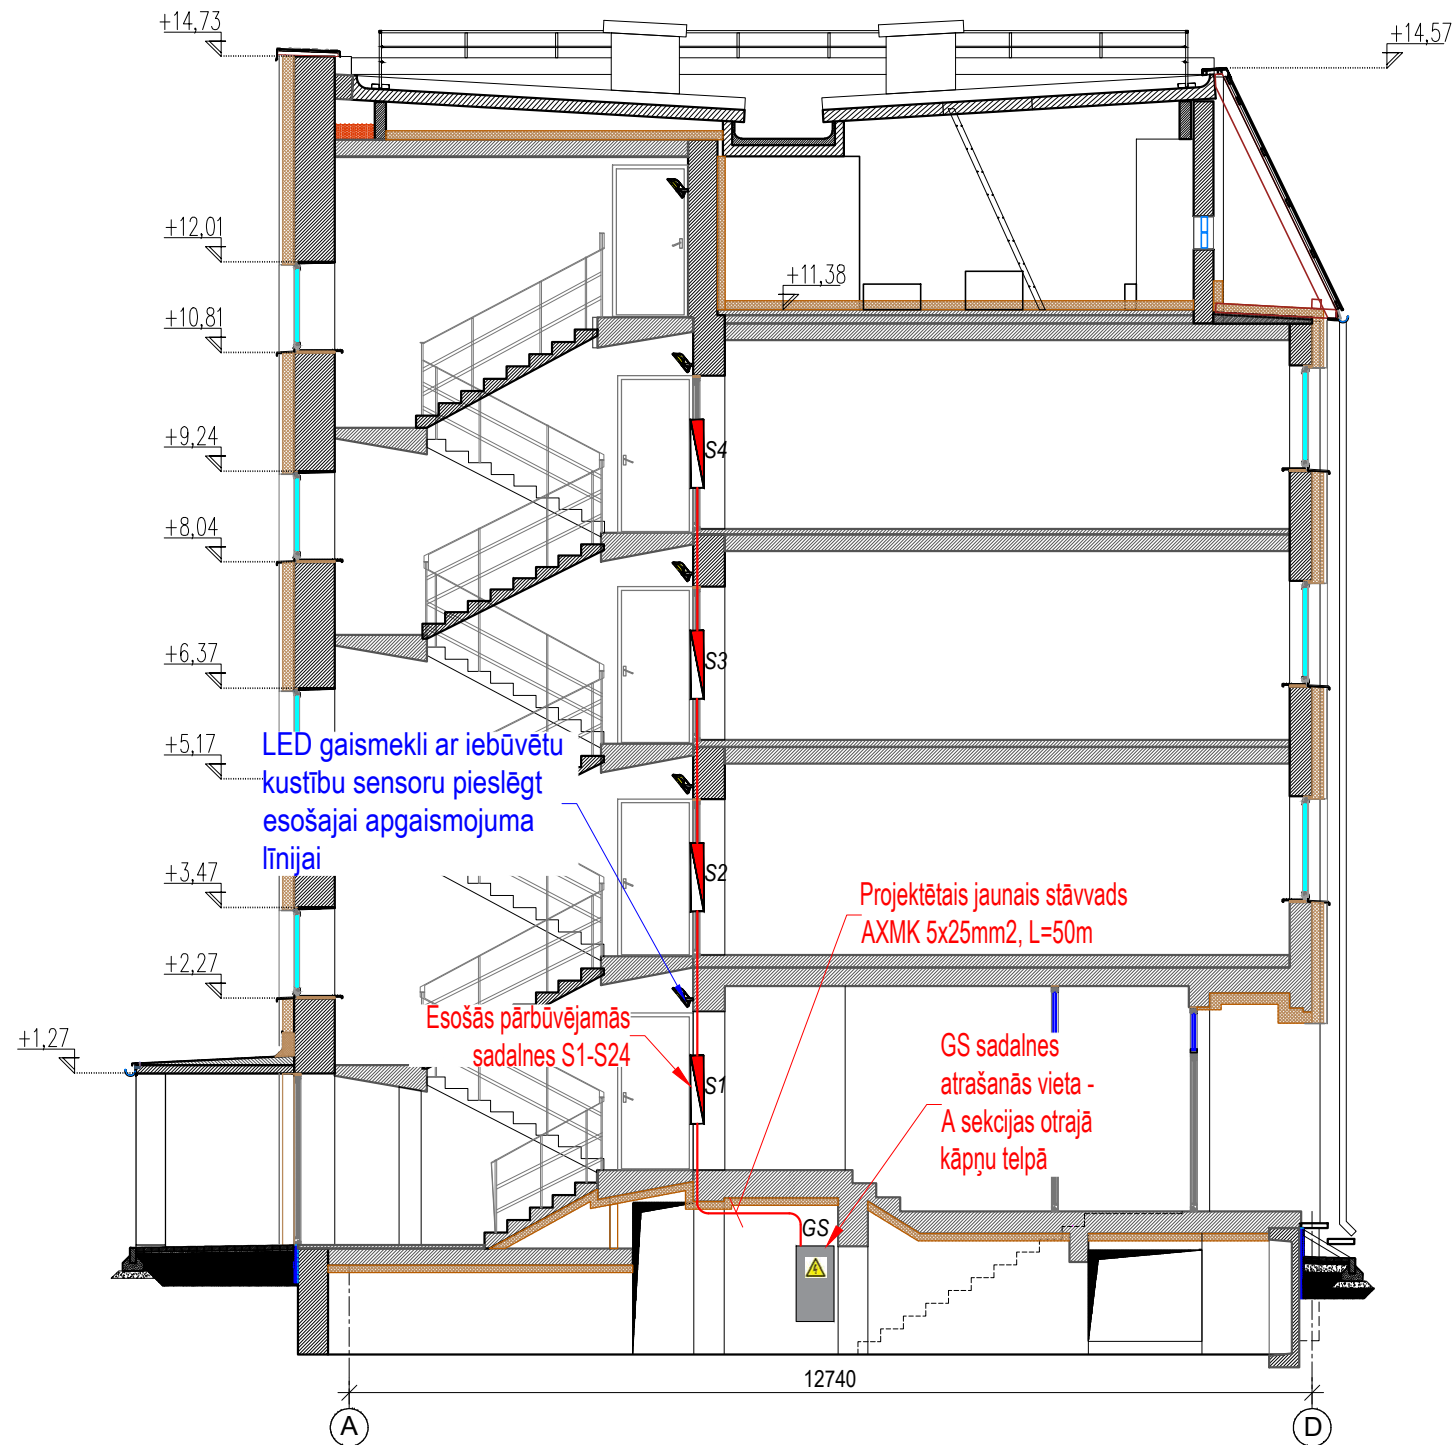 +14,73
+14,57
+12,01
+11,38
+10,81
+9,24
S4
+8,04
+6,37
S3
LED gaismekli ar iebūvētu
kustību sensoru pieslēgt
esošajai apgaismojuma
līnijai
+5,17
+3,47
S2
Projektētais jaunais stāvvads
AXMK 5x25mm2, L=50m
+2,27
Esošās pārbūvējamās
sadalnes S1-S24
+1,27
S1
GS sadalnes
atrašanās vieta -
A sekcijas otrajā
kāpņu telpā
GS
12740
A
D